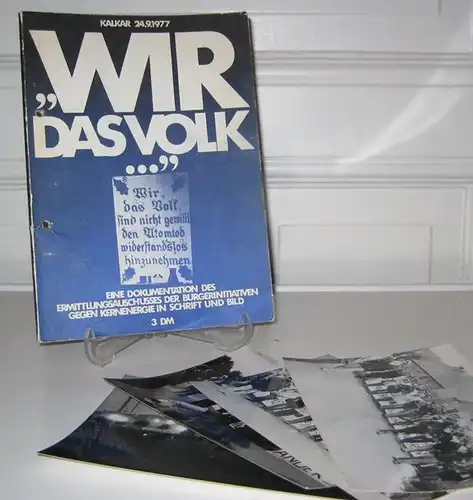 KALKAR 24.9.1977
„WIR
DAS VOLK
..."
Wir,
das Volk,
sind nicht gewillt
den Atomtod
widerstandslos
hinzunehmen
EINE DOKUMENTATION DES
ERMITTLUNGSAUSCHUSSES DER BÜRGERINITIATIVEN
GEGEN KERNENERGIE IN SCHRIFT UND BILD
3 DM